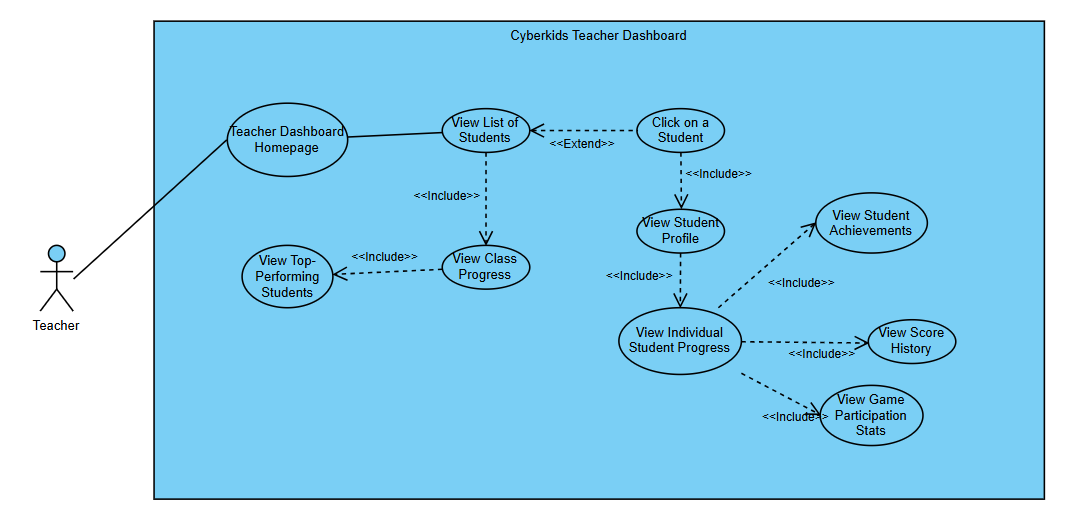 Cyberkids Teacher Dashboard
Teacher Dashboard
Homepage
View List of
Students
<<Extend>>
Click on a
Student
<<Include>>
<<Include>>
View Student
Profile
View Student
Achievements
View Top-
Performing
Students
<<Include>>
View Class
Progress
<<Include>>
<<Include>>
Teacher
View Individual
Student Progress
<<Include>>
View Score
History
<<Include>>
View Game
Participation
Stats